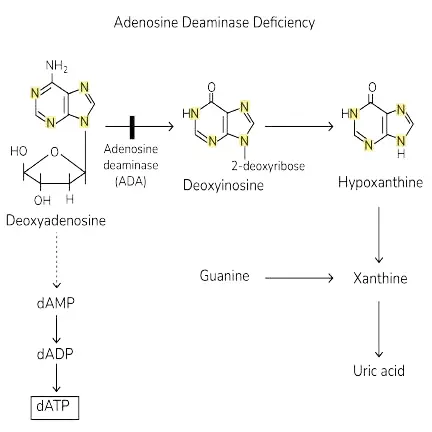 Adenosine Deaminase Deficiency
NH2
N
N
N
N
HO
O
OH
H
Deoxyadenosine
Adenosine
deaminase
(ADA)
O
HN
N
N
N
2-deoxyribose
Deoxyinosine
O
HN
N
N
N
H
Hypoxanthine
Guanine
Xanthine
Uric acid
dAMP
dADP
dATP